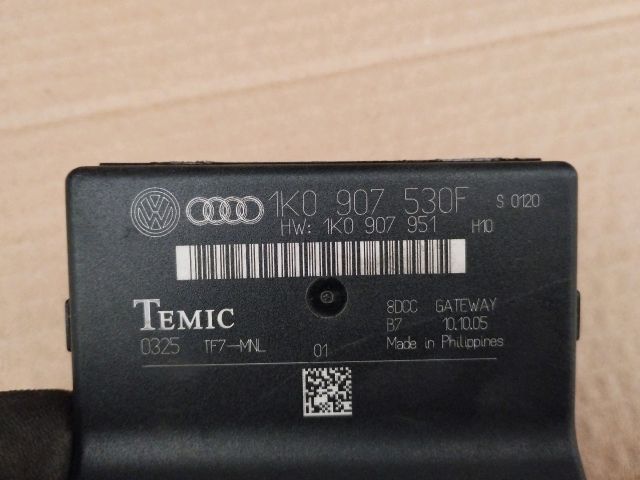 1K0 907 530F S 0120
HW: 1K0 907 951 H10
TEMIC
8DCC GATEWAY
B7 10.10.05
0325 TF7-MNL 01
Made in Philippines